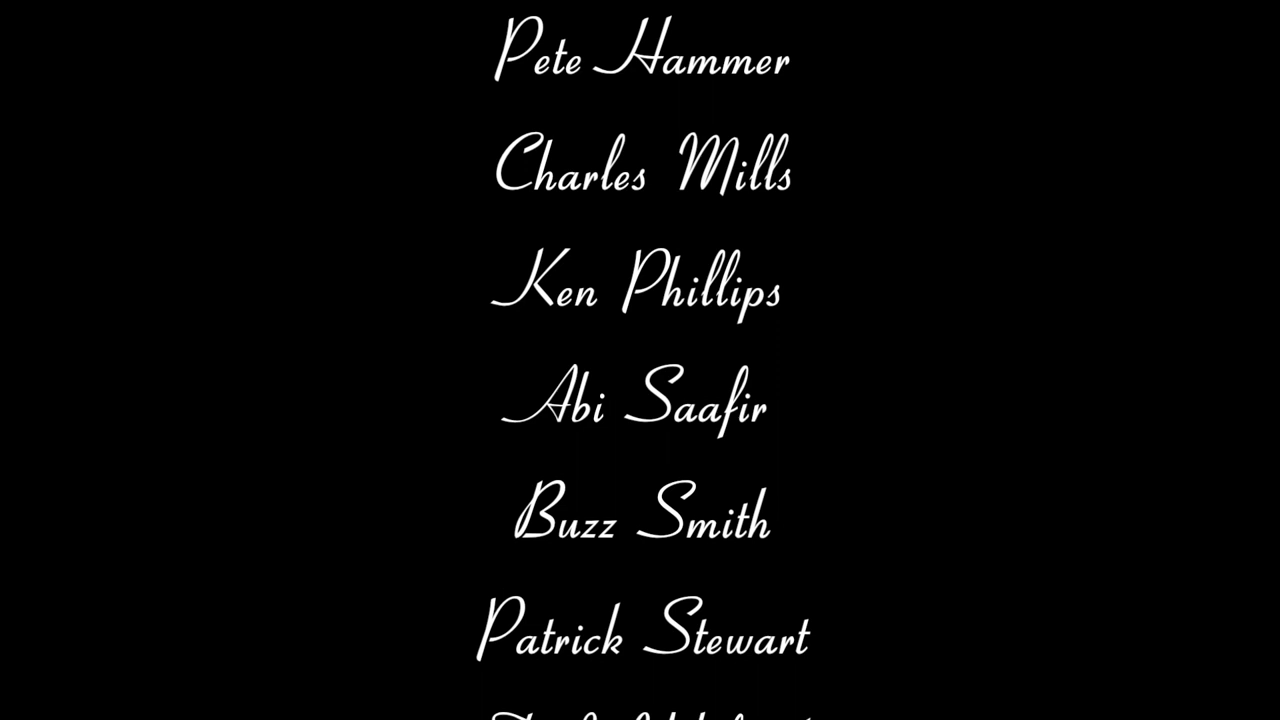 Pete Hammer
Charles Mills
Ken Phillips
Abi Saafir
Buzz Smith
Patrick Stewart